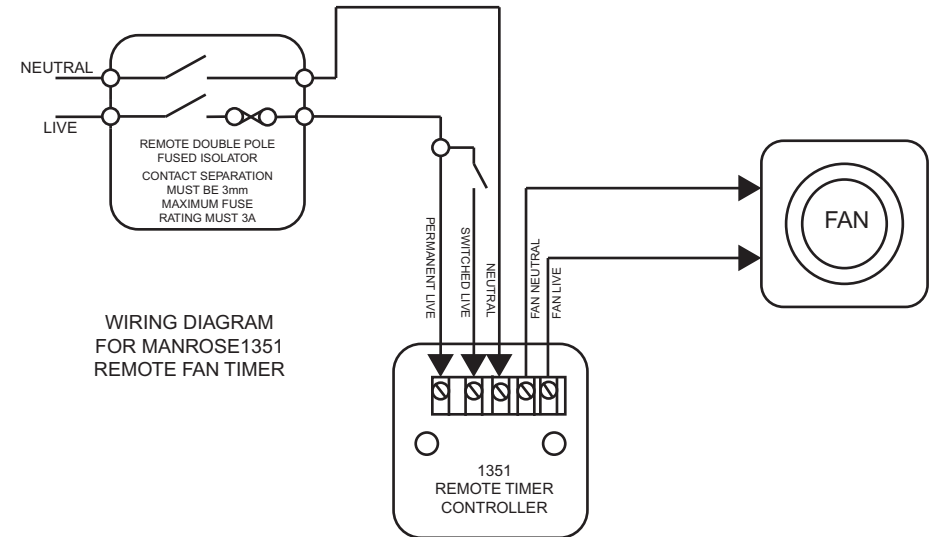 NEUTRAL
LIVE
REMOTE DOUBLE POLE
FUSED ISOLATOR
CONTACT SEPARATION
MUST BE 3mm
MAXIMUM FUSE
RATING MUST 3A
PERMANENT LIVE
SWITCHED LIVE
NEUTRAL
FAN NEUTRAL
FAN LIVE
FAN
WIRING DIAGRAM
FOR MANROSE1351
REMOTE FAN TIMER
1351
REMOTE TIMER
CONTROLLER